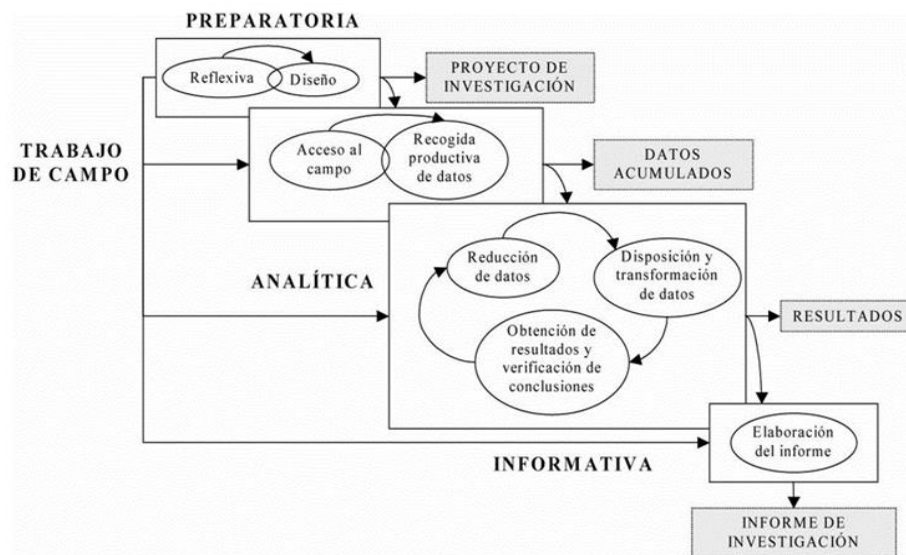 PREPARATORIA
Reflexiva
Diseño
PROYECTO DE
INVESTIGACIÓN
TRABAJO
DE CAMPO
Acceso al
campo
Recogida
productiva
de datos
DATOS
ACUMULADOS
ANALÍTICA
Reducción
de datos
Disposición y
transformación
de datos
Obtención de
resultados y
verificación de
conclusiones
RESULTADOS
INFORMATIVA
Elaboración
del informe
INFORME DE
INVESTIGACIÓN